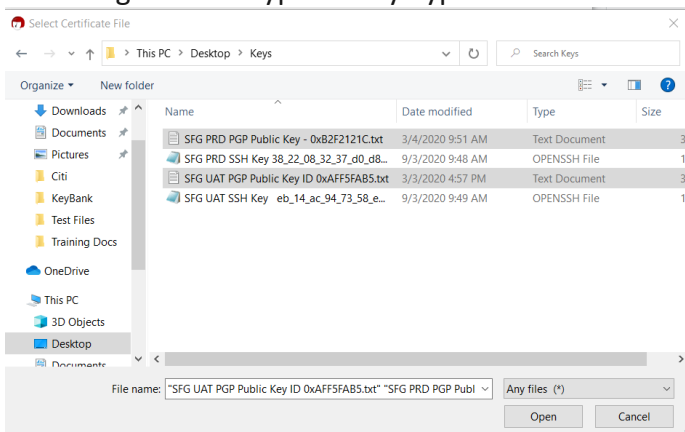 Select Certificate File
This PC > Desktop > Keys
Search Keys
Organize
New folder
Name
Date modified
Type
Size
Downloads
Documents
Pictures
Citi
KeyBank
Test Files
Training Docs
OneDrive
This PC
3D Objects
Desktop
Documents
SFG PRD PGP Public Key - 0xB2F2121C.txt 3/4/2020 9:51 AM Text Document 3
SFG PRD SSH Key 38_22_08_32_37_d0_d8... 9/3/2020 9:48 AM OPENSSH File 1
SFG UAT PGP Public Key ID 0xAFF5FAB5.txt 3/3/2020 4:57 PM Text Document 3
SFG UAT SSH Key eb_14_ac_94_73_58_e... 9/3/2020 9:49 AM OPENSSH File 1
File name: "SFG UAT PGP Public Key ID 0xAFF5FAB5.txt" "SFG PRD PGP Publ
Any files (*)
Open
Cancel